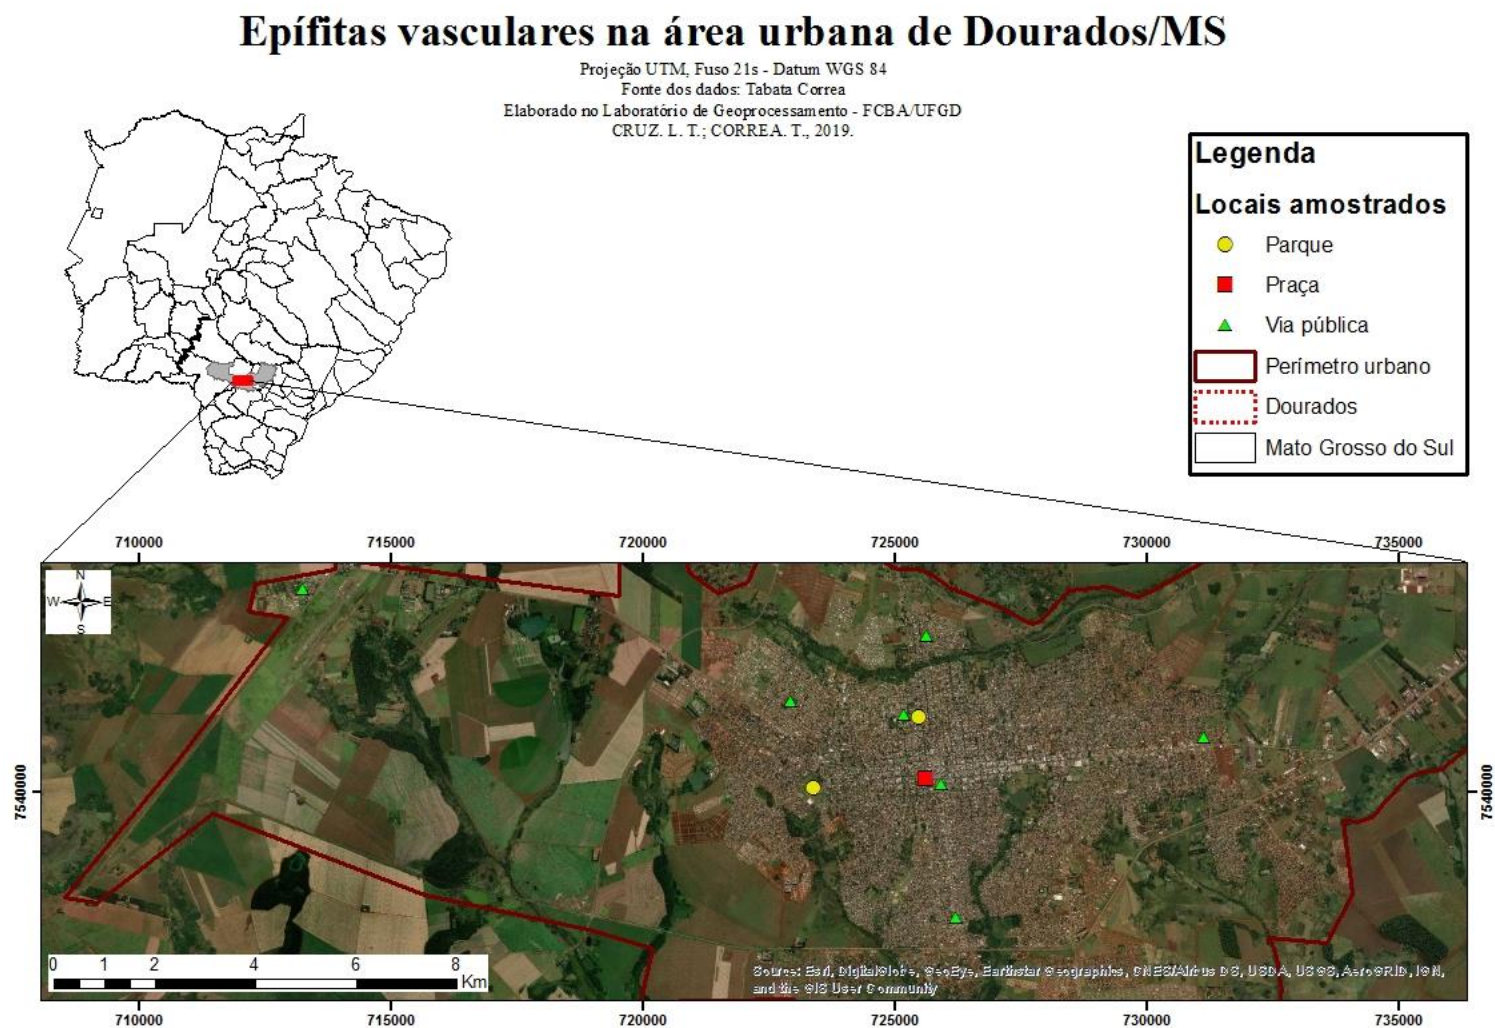 Epífitas vasculares na área urbana de Dourados/MS
Projeção UTM, Fuso 21s - Datum WGS 84
Fonte dos dados: Tabata Correa
Elaborado no Laboratório de Geoprocessamento - FCBA/UFGD
CRUZ. L. T.; CORREA. T., 2019.
Legenda
Locais amostrados
Parque
Praça
Via pública
Perímetro urbano
Dourados
Mato Grosso do Sul
710000 715000 720000 725000 730000 735000
N
W E
S
7540000 7540000
0 1 2 4 6 8
Km
Source: Esri, DigitalGlobe, GeoEye, Earthstar Geographics, CNES/Airbus DS, USDA, USGS, AeroGRID, IGN,
and the GIS User Community
710000 715000 720000 725000 730000 735000